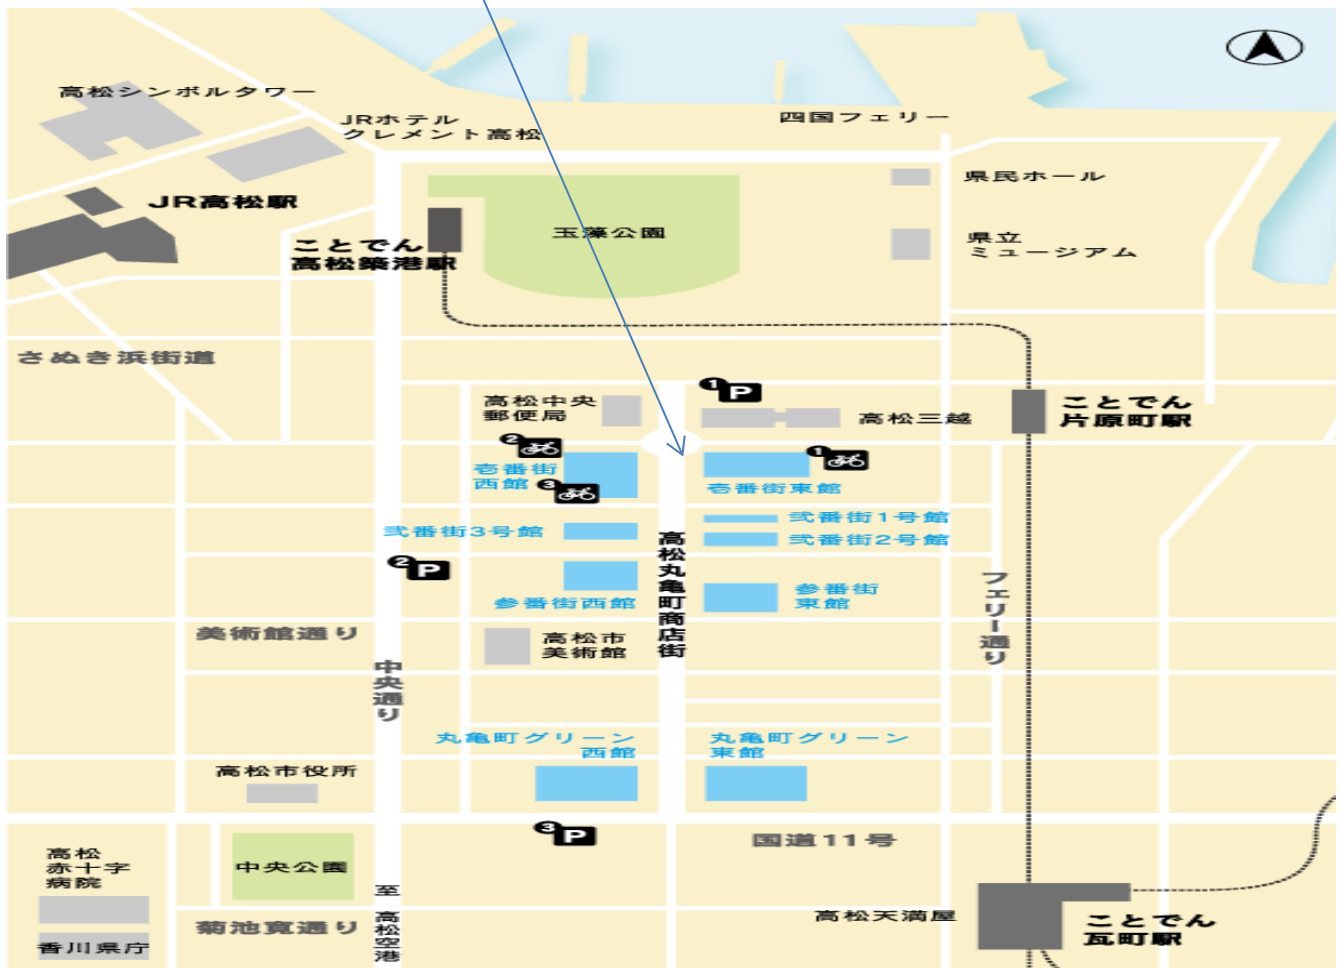 高松シンボルタワー
JRホテル
クレメント高松
四国フェリー
JR高松駅
県民ホール
玉藻公園
県立
ミュージアム
ことでん
高松築港駅
さぬき浜街道
1 P
高松中央
郵便局
高松三越
ことでん
片原町駅
2
1
壱番街
西館
3
壱番街東館
弐番街3号館
弐番街1号館
弐番街2号館
高松丸亀町商店街
2 P
参番街西館
参番街
東館
フェリー通り
美術館通り
高松市
美術館
中央通り
丸亀町グリーン
西館
丸亀町グリーン
東館
高松市役所
3 P
国道11号
高松
赤十字
病院
中央公園
至 高松空港
菊池寛通り
高松天満屋
ことでん
瓦町駅
香川県庁